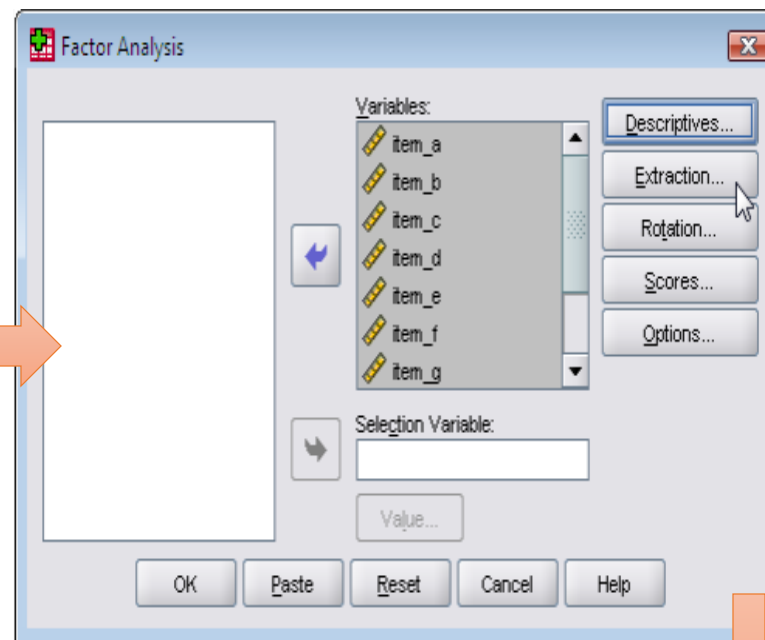 Factor Analysis
Variables:
item_a
item_b
item_c
item_d
item_e
item_f
item_g
Descriptives...
Extraction...
Rotation...
Scores...
Options...
Selection Variable:
Value...
OK Paste Reset Cancel Help